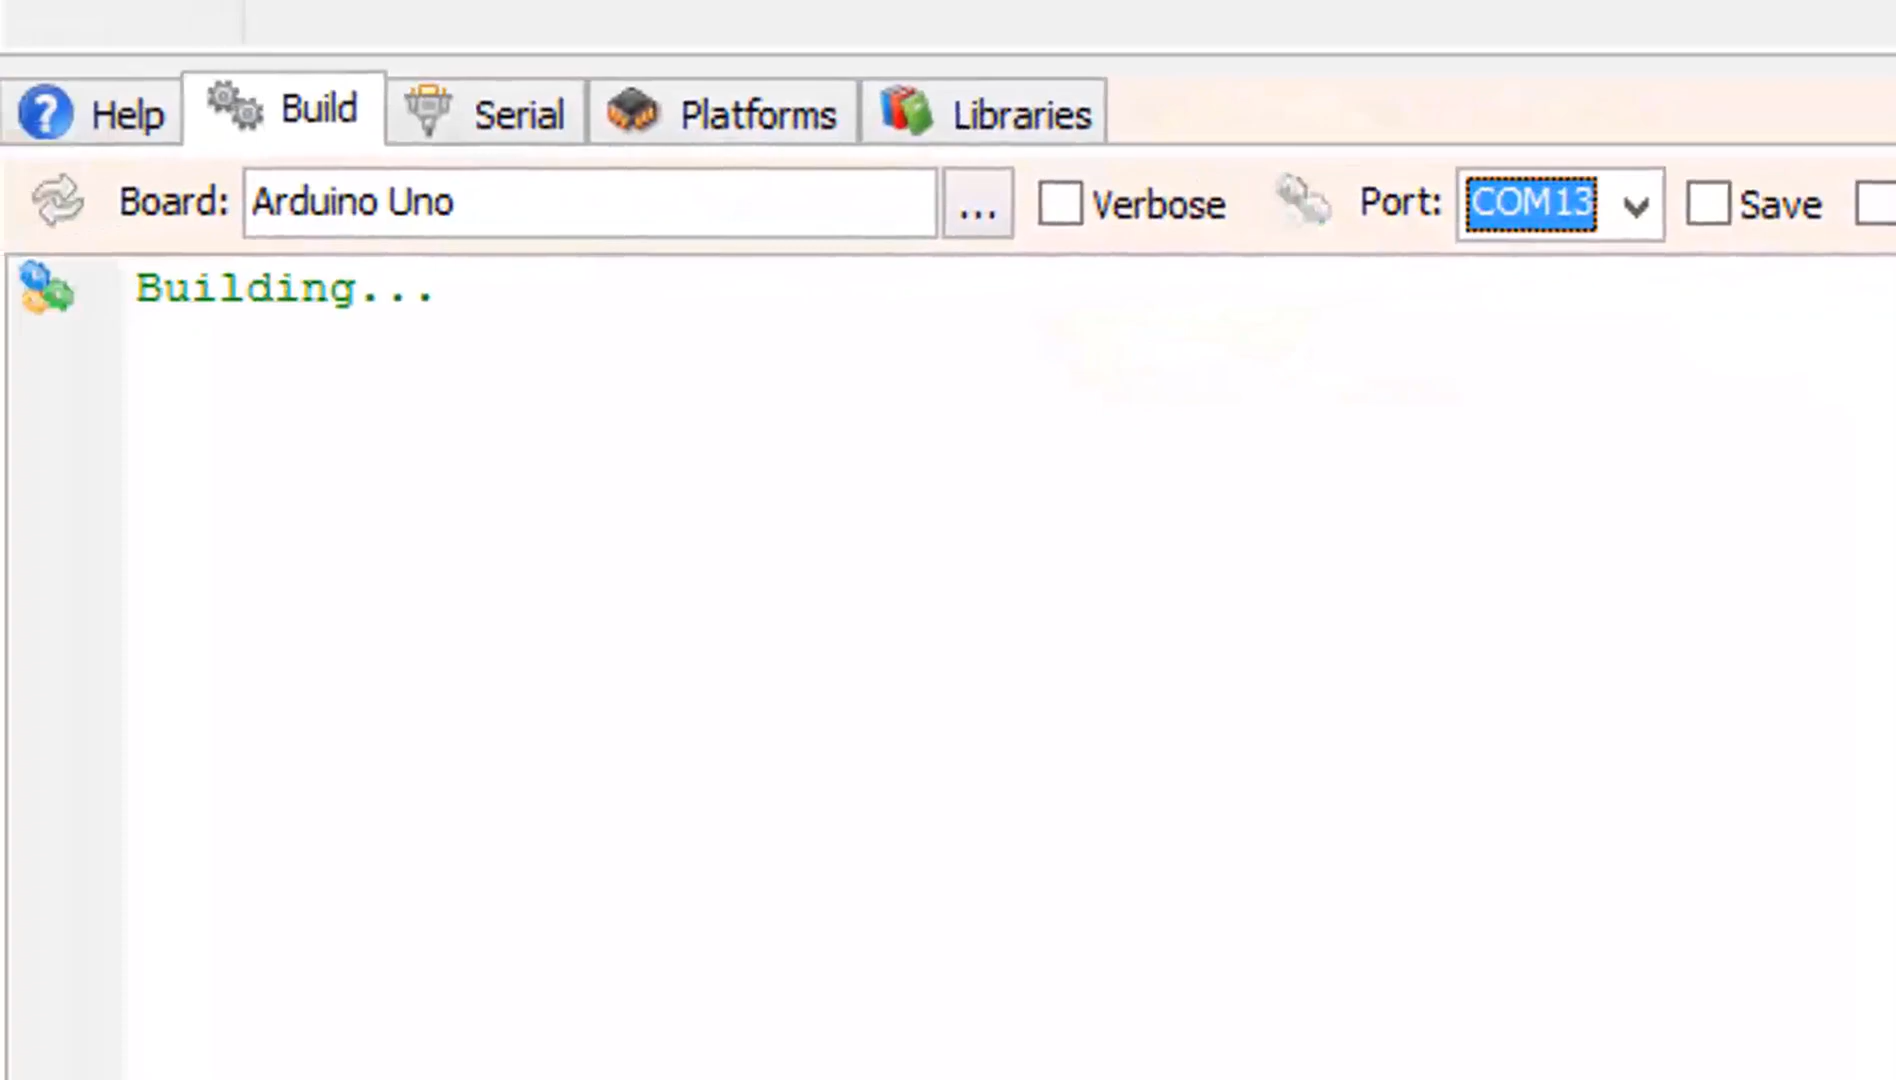 Help Build Serial Platforms Libraries
Board: Arduino Uno ... Verbose Port: COM13 Save
Building...